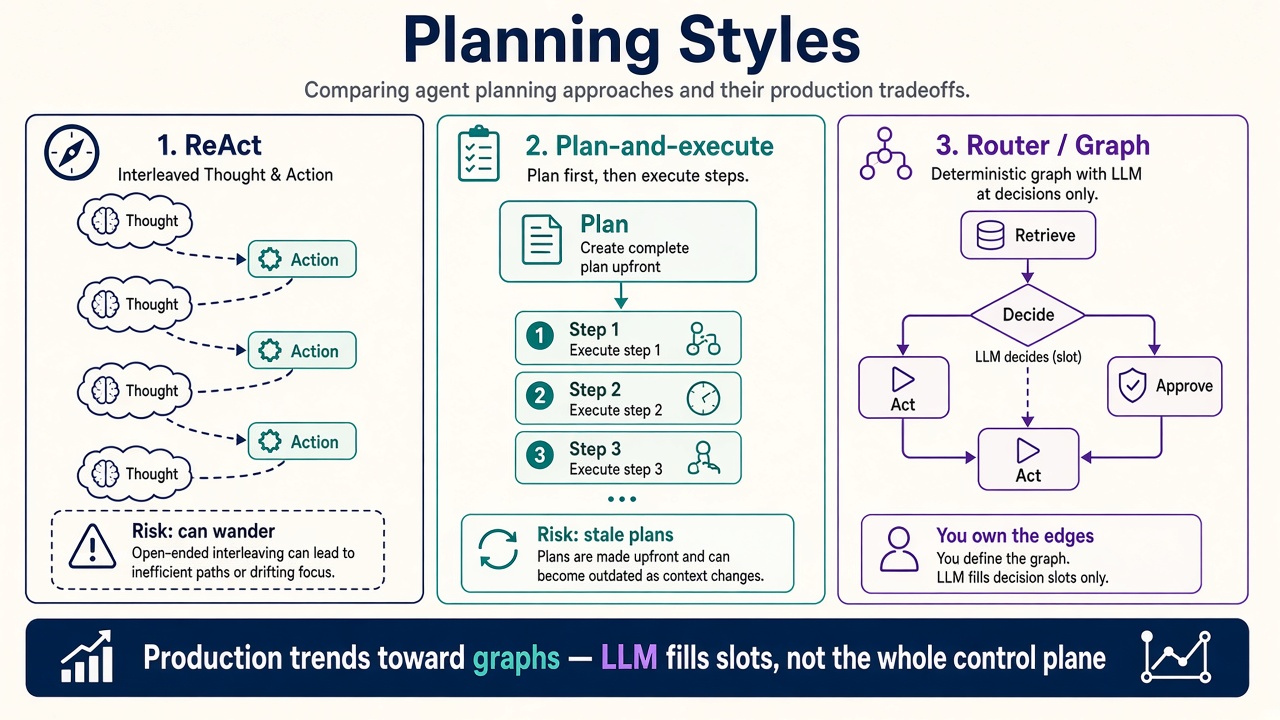 Planning Styles
Comparing agent planning approaches and their production tradeoffs.
1. ReAct
Interleaved Thought & Action
Thought
Action
Thought
Action
Thought
Action
Thought
Risk: can wander
Open-ended interleaving can lead to
inefficient paths or drifting focus.
2. Plan-and-execute
Plan first, then execute steps.
Plan
Create complete
plan upfront
1
Step 1
Execute step 1
2
Step 2
Execute step 2
3
Step 3
Execute step 3
...
Risk: stale plans
Plans are made upfront and can
become outdated as context changes.
3. Router / Graph
Deterministic graph with LLM
at decisions only.
Retrieve
Decide
LLM decides (slot)
Act
Approve
Act
You own the edges
You define the graph.
LLM fills decision slots only.
Production trends toward graphs — LLM fills slots, not the whole control plane